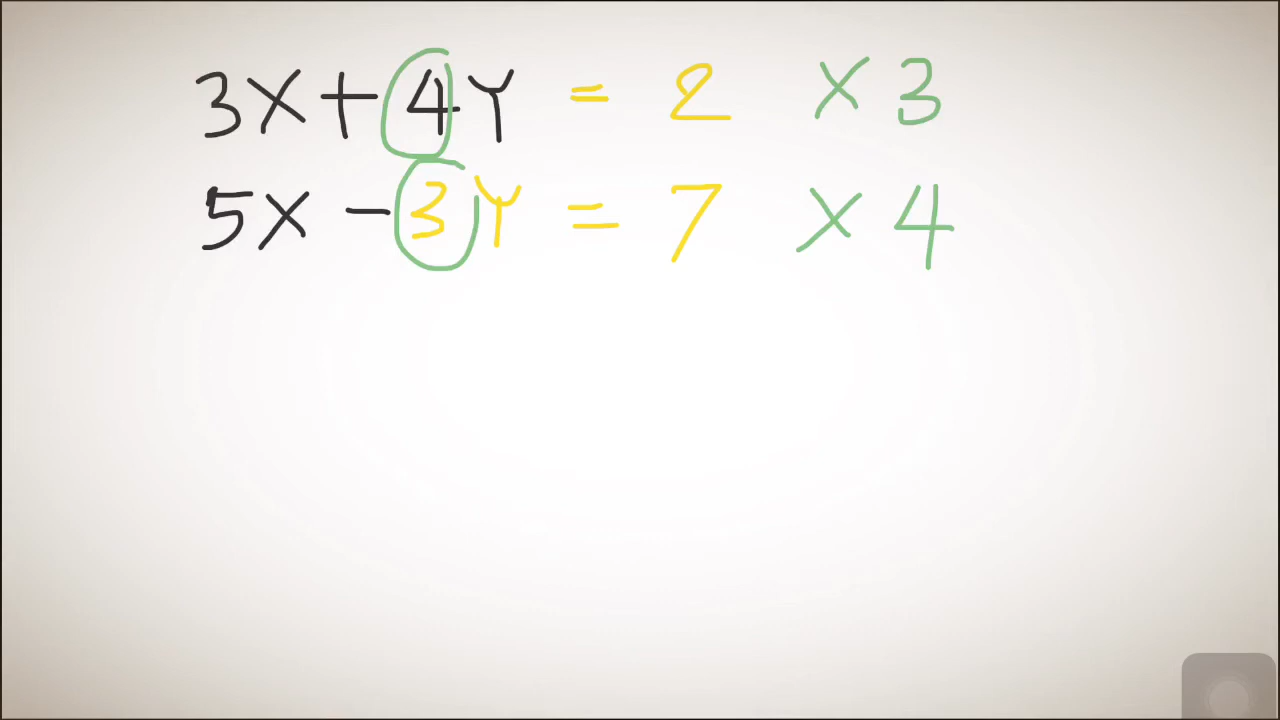 3X + 4Y = 2 × 3
5X - 3Y = 7 × 4